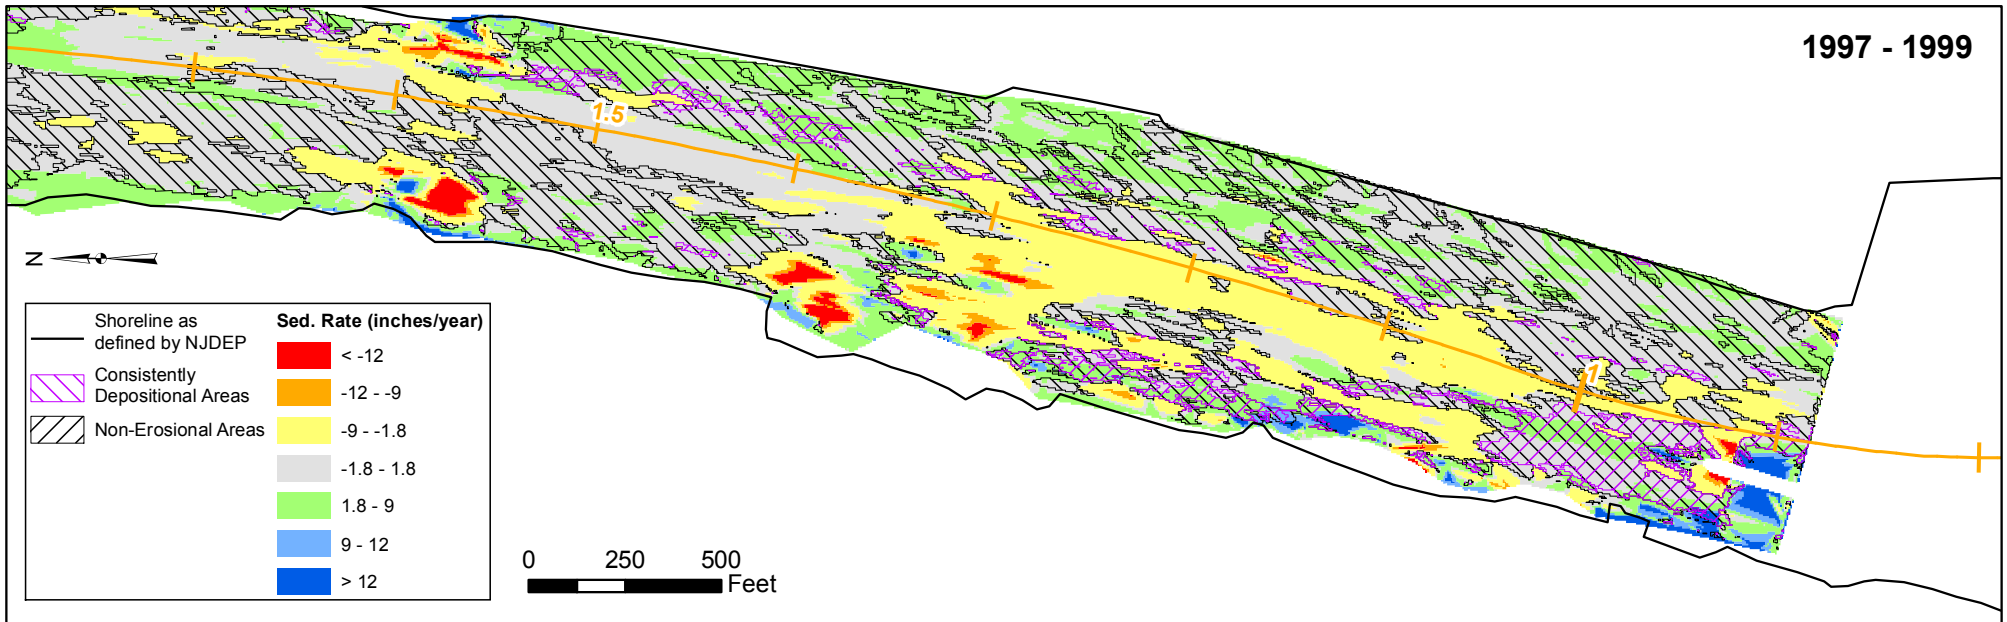 1997 - 1999
1.5
N
Shoreline as
defined by NJDEP
Consistently
Depositional Areas
Non-Erosional Areas
Sed. Rate (inches/year)
< -12
-12 - -9
-9 - -1.8
-1.8 - 1.8
1.8 - 9
9 - 12
> 12
0 250 500
Feet
1